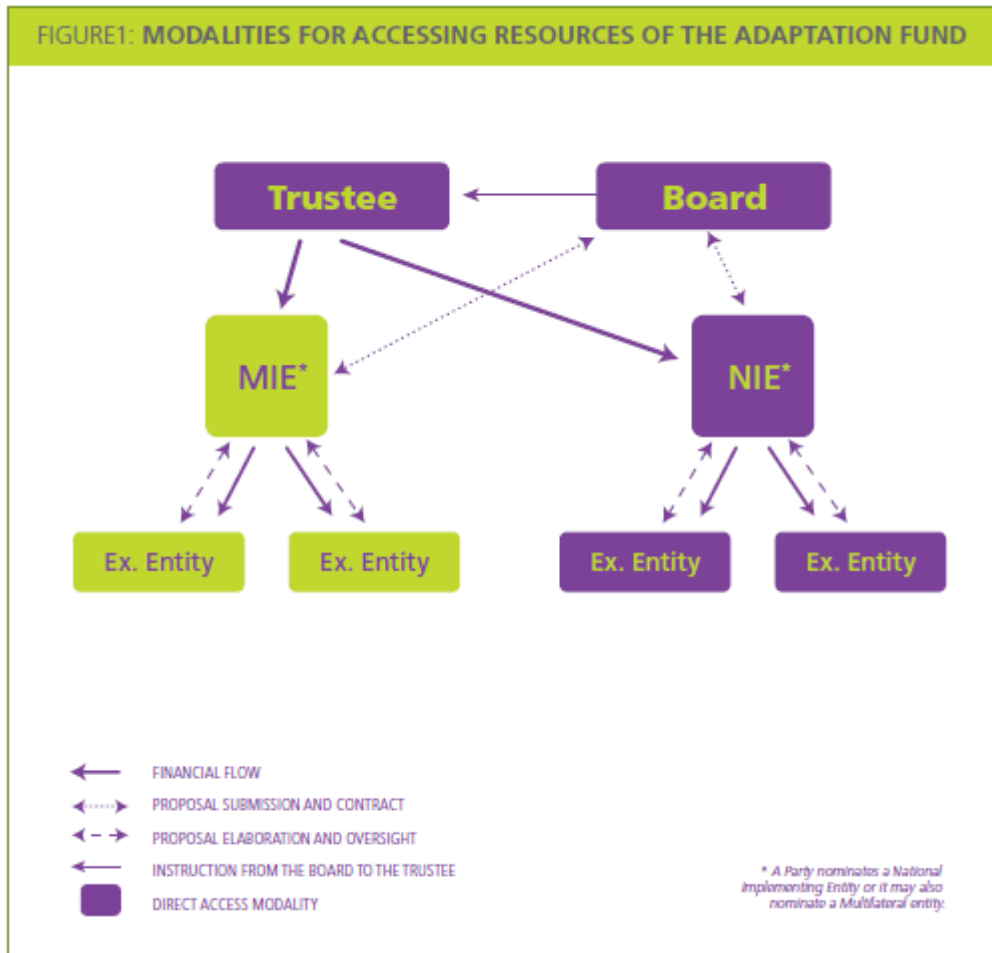 FIGURE1: MODALITIES FOR ACCESSING RESOURCES OF THE ADAPTATION FUND
Trustee
Board
MIE*
NIE*
Ex. Entity
Ex. Entity
Ex. Entity
Ex. Entity
FINANCIAL FLOW
PROPOSAL SUBMISSION AND CONTRACT
PROPOSAL ELABORATION AND OVERSIGHT
INSTRUCTION FROM THE BOARD TO THE TRUSTEE
DIRECT ACCESS MODALITY
* A Party nominates a National
Implementing Entity or it may also
nominate a Multilateral entity.